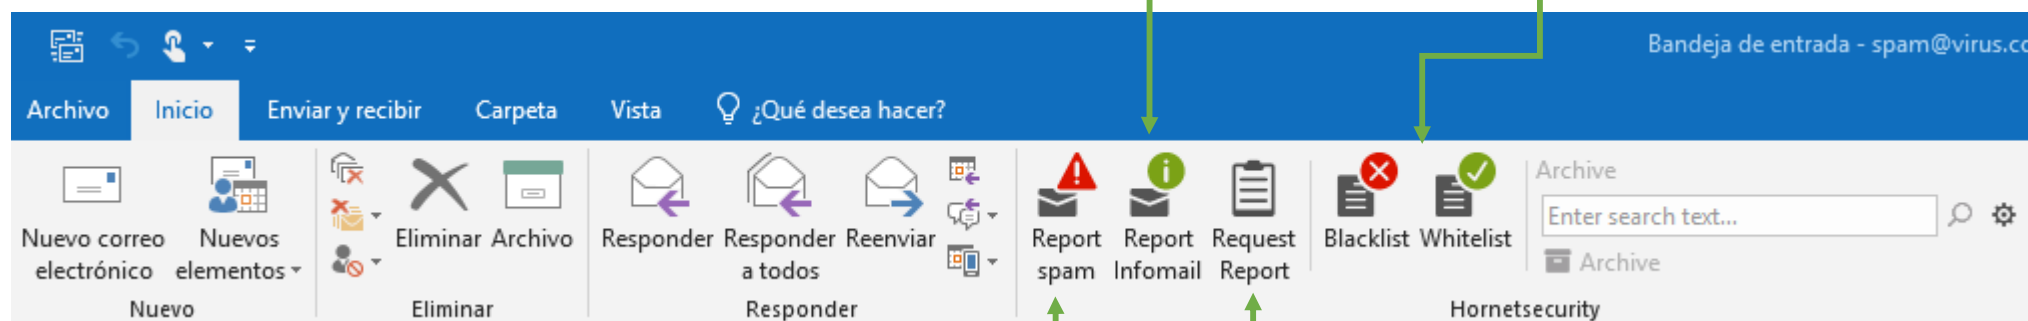 Bandeja de entrada - spam@virus.co
Archivo Inicio Enviar y recibir Carpeta Vista ¿Qué desea hacer?
Nuevo correo electrónico
Nuevos elementos
Nuevo
Eliminar
Archivo
Eliminar
Responder
Responder a todos
Reenviar
Responder
Report spam
Report Infomail
Request Report
Blacklist
Whitelist
Archive
Enter search text...
Archive
Hornetsecurity